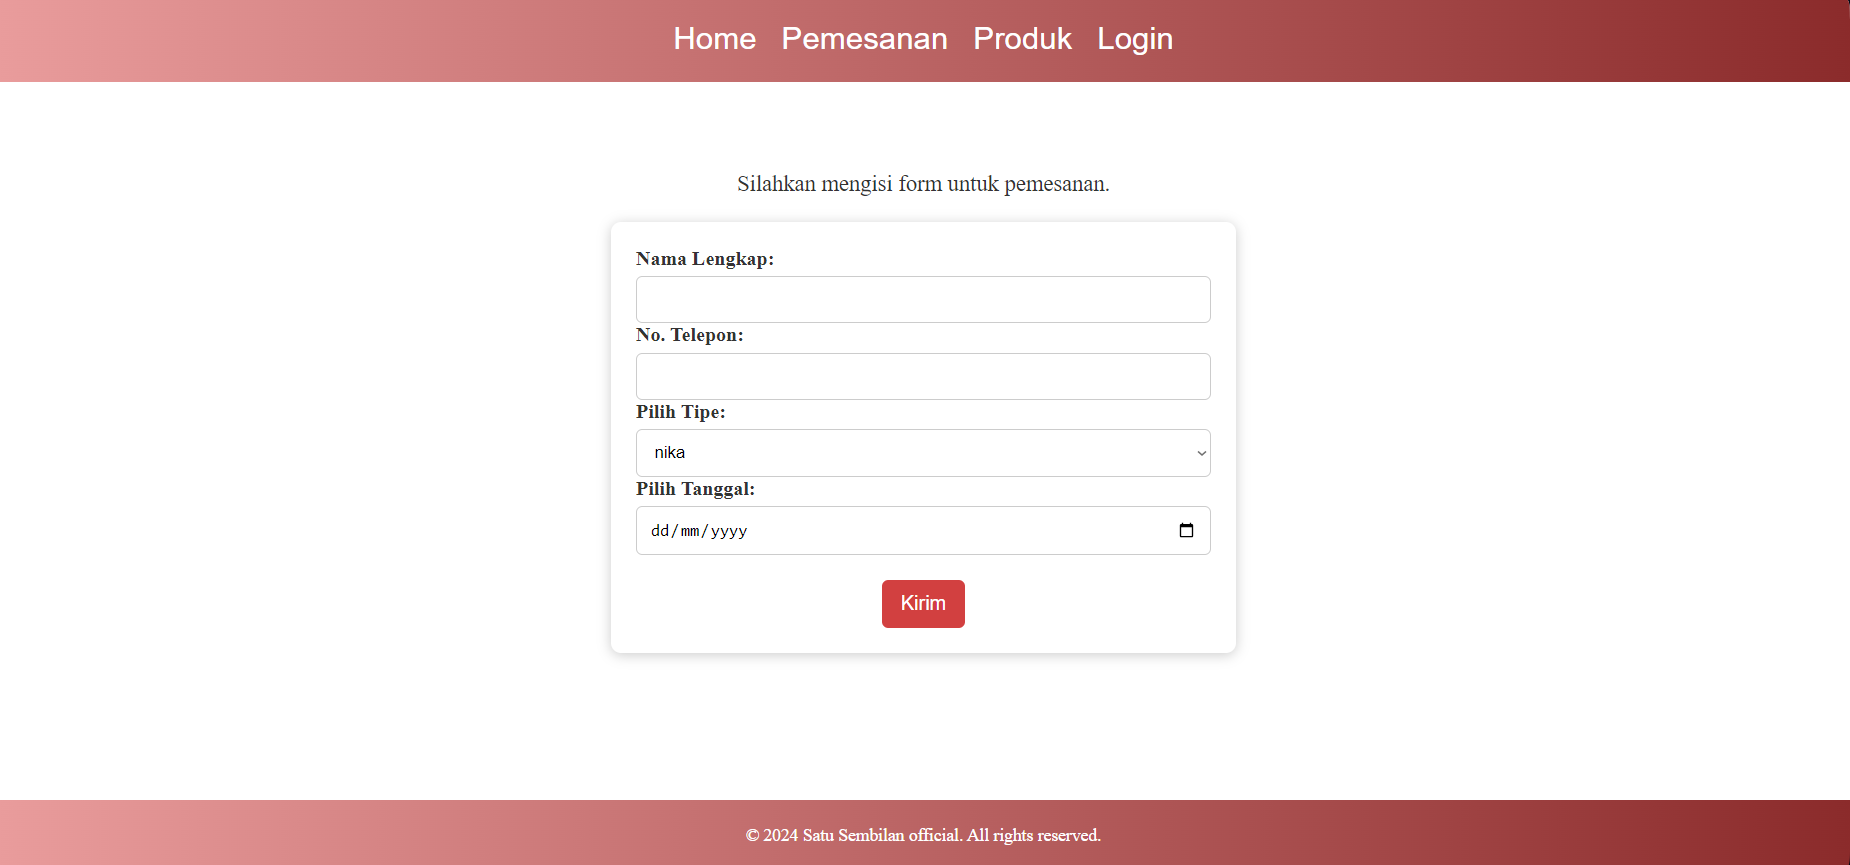 Home Pemesanan Produk Login
Silahkan mengisi form untuk pemesanan.
Nama Lengkap:
No. Telepon:
Pilih Tipe:
nika
Pilih Tanggal:
dd/mm/yyyy
Kirim
© 2024 Satu Sembilan official. All rights reserved.